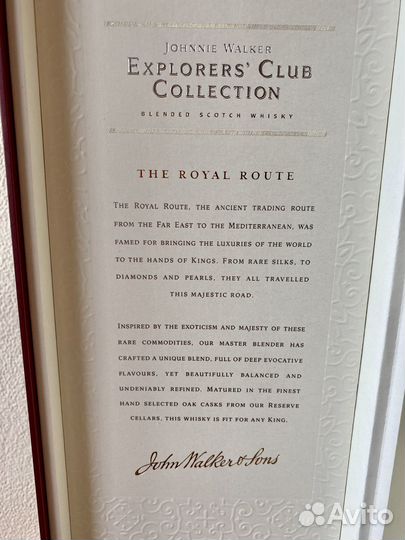 Johnnie Walker
Explorers' Club
Collection
Blended Scotch Whisky
The Royal Route
The Royal Route, the ancient trading route
from the Far East to the Mediterranean, was
famed for bringing the luxuries of the world
to the hands of Kings. From rare silks, to
diamonds and pearls, they all travelled
this majestic road.
Inspired by the exoticism and majesty of these
rare commodities, our master blender has
crafted a unique blend, full of deep evocative
flavours, yet beautifully balanced and
undeniably refined. Matured in the finest
hand selected oak casks from our Reserve
cellars, this whisky is fit for any King.
John Walker & Sons
Avito